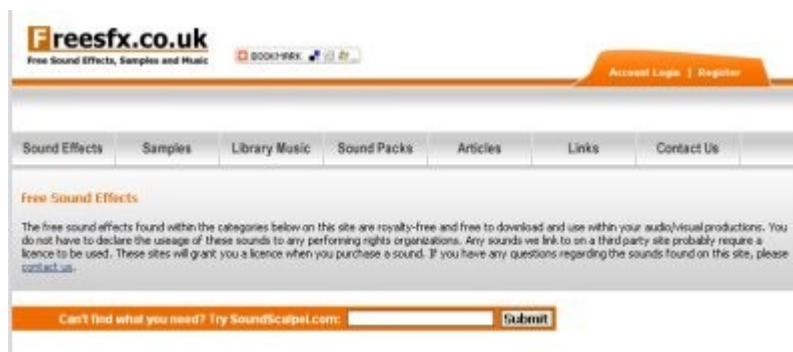 Freesfx.co.uk
Free Sound Effects, Samples and Music
BOOKMARK
Account Login | Register
Sound Effects Samples Library Music Sound Packs Articles Links Contact Us
Free Sound Effects
The free sound effects found within the categories below on this site are royalty-free and free to download and use within your audio/visual productions. You
do not have to declare the useage of these sounds to any performing rights organizations. Any sounds we link to on a third party site probably require a
licence to be used. These sites will grant you a licence when you purchase a sound. If you have any questions regarding the sounds found on this site, please
contact us.
Can't find what you need? Try SoundScalpel.com: Submit